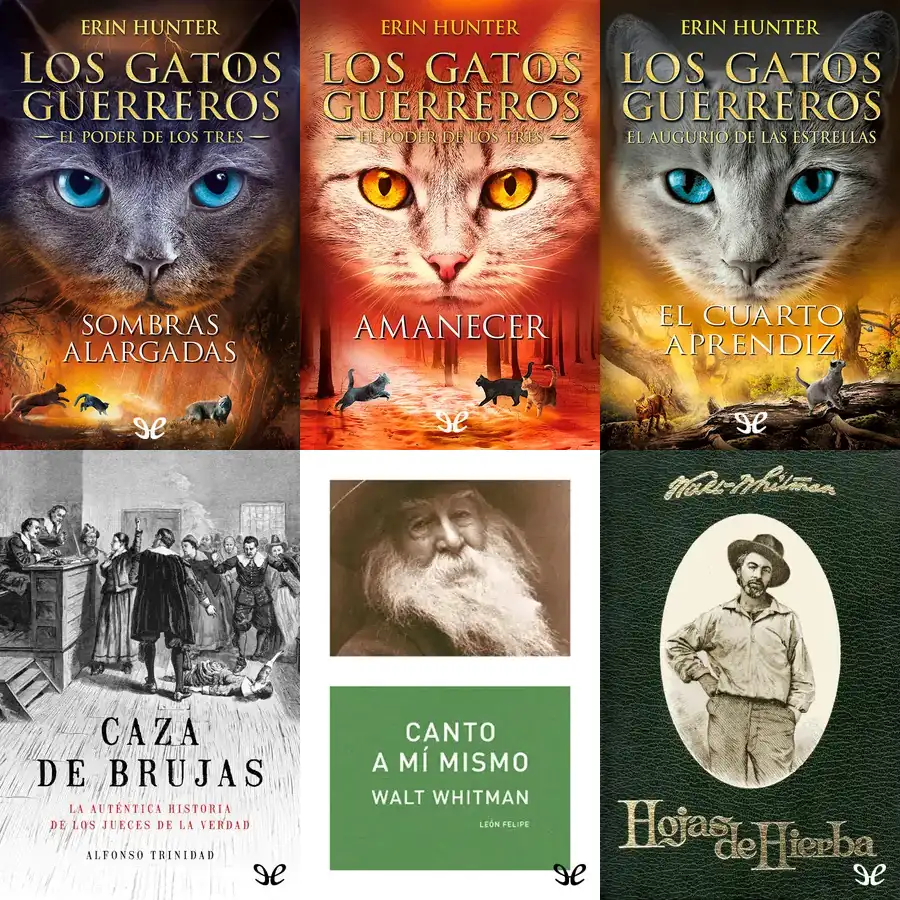 ERIN HUNTER
LOS GATOS
GUERREROS
EL PODER DE LOS TRES
SOMBRAS
ALARGADAS
ERIN HUNTER
LOS GATOS
GUERREROS
EL PODER DE LOS TRES
AMANECER
ERIN HUNTER
LOS GATOS
GUERREROS
EL AUGURIO DE LAS ESTRELLAS
EL CUARTO
APRENDIZ
CAZA
DE BRUJAS
LA AUTÉNTICA HISTORIA
DE LOS JUECES DE LA VERDAD
ALFONSO TRINIDAD
CANTO
A MÍ MISMO
WALT WHITMAN
LEÓN FELIPE
Walt Whitman
Hojas de Hierba